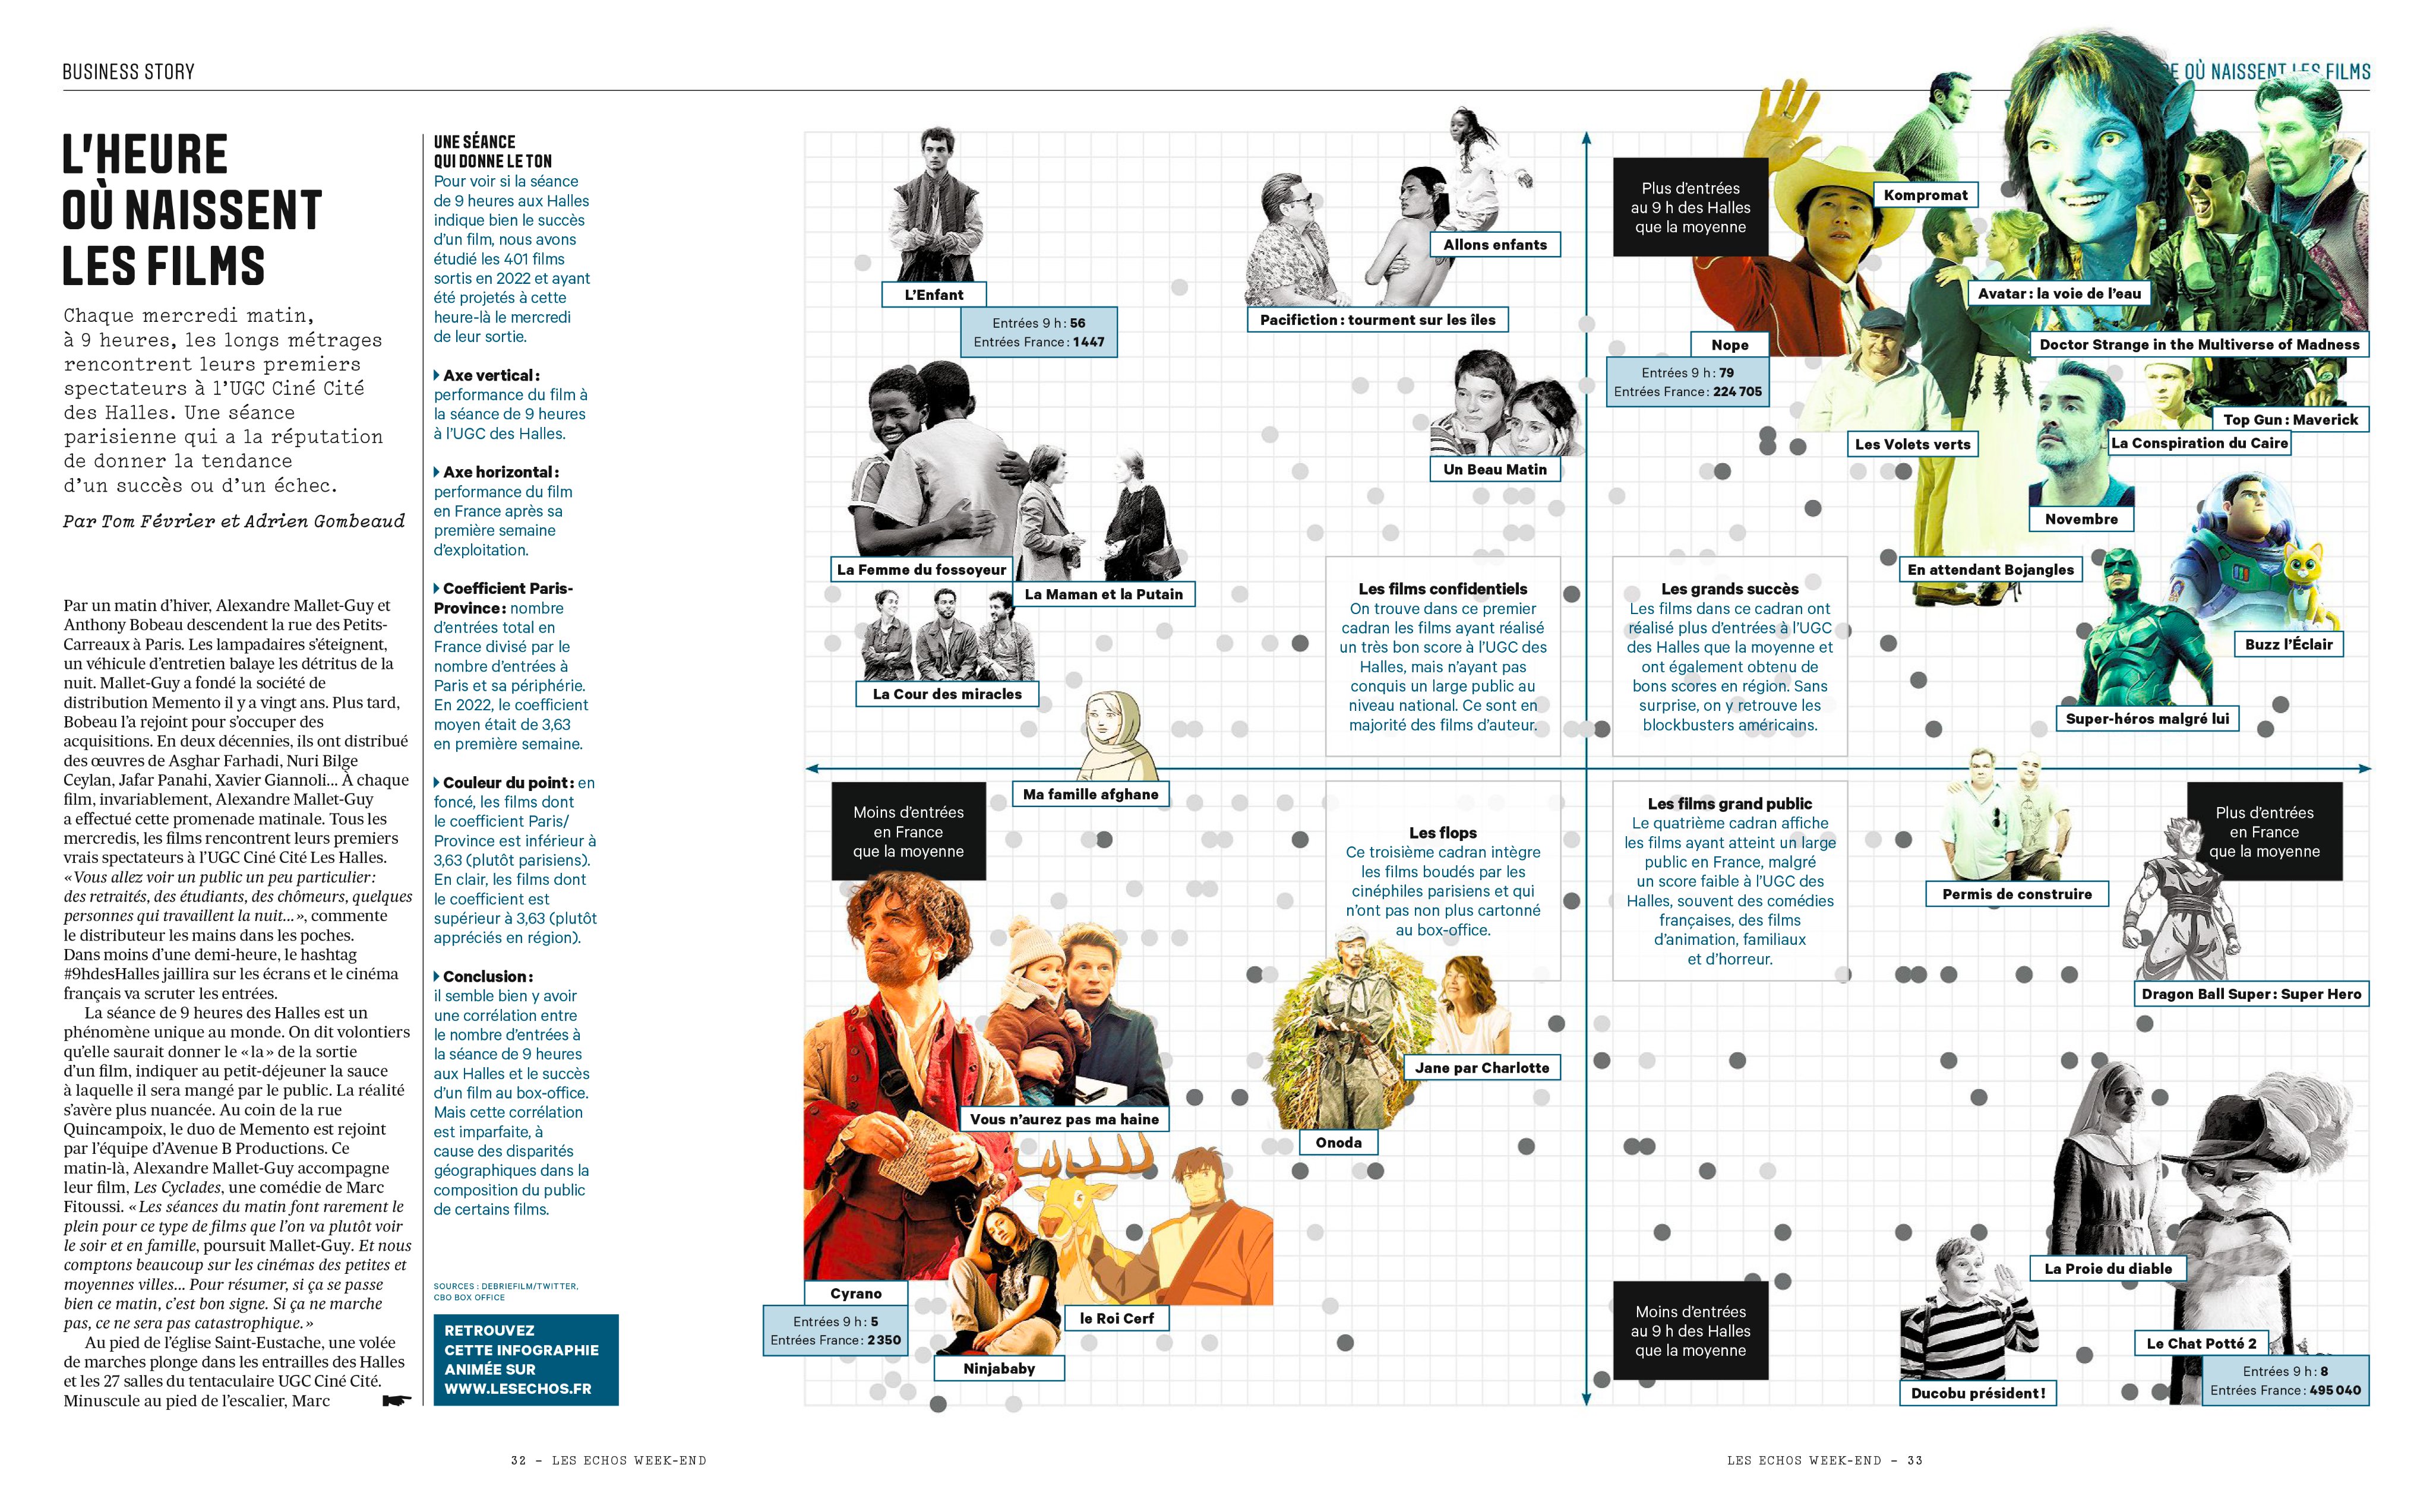 BUSINESS STORY
E OÙ NAISSENT LES FILMS
L'HEURE
OÙ NAISSENT
LES FILMS
Chaque mercredi matin,
à 9 heures, les longs métrages
rencontrent leurs premiers
spectateurs à l'UGC Ciné Cité
des Halles. Une séance
parisienne qui a la réputation
de donner la tendance
d'un succès ou d'un échec.
Par Tom Février et Adrien Gombeaud
Par un matin d'hiver, Alexandre Mallet-Guy et
Anthony Bobeau descendent la rue des Petits-
Carreaux à Paris. Les lampadaires s'éteignent,
un véhicule d'entretien balaye les détritus de la
nuit. Mallet-Guy a fondé la société de
distribution Memento il y a vingt ans. Plus tard,
Bobeau l'a rejoint pour s'occuper des
acquisitions. En deux décennies, ils ont distribué
des œuvres de Asghar Farhadi, Nuri Bilge
Ceylan, Jafar Panahi, Xavier Giannoli... À chaque
film, invariablement, Alexandre Mallet-Guy
a effectué cette promenade matinale. Tous les
mercredis, les films rencontrent leurs premiers
vrais spectateurs à l'UGC Ciné Cité Les Halles.
«Vous allez voir un public un peu particulier:
des retraités, des étudiants, des chômeurs, quelques
personnes qui travaillent la nuit...», commente
le distributeur les mains dans les poches.
Dans moins d'une demi-heure, le hashtag
#9hdesHalles jaillira sur les écrans et le cinéma
français va scruter les entrées.
La séance de 9 heures des Halles est un
phénomène unique au monde. On dit volontiers
qu'elle saurait donner le «la» de la sortie
d'un film, indiquer au petit-déjeuner la sauce
à laquelle il sera mangé par le public. La réalité
s'avère plus nuancée. Au coin de la rue
Quincampoix, le duo de Memento est rejoint
par l'équipe d'Avenue B Productions. Ce
matin-là, Alexandre Mallet-Guy accompagne
leur film, Les Cyclades, une comédie de Marc
Fitoussi. «Les séances du matin font rarement le
plein pour ce type de films que l'on va plutôt voir
le soir et en famille, poursuit Mallet-Guy. Et nous
comptons beaucoup sur les cinémas des petites et
moyennes villes... Pour résumer, si ça se passe
bien ce matin, c'est bon signe. Si ça ne marche
pas, ce ne sera pas catastrophique.»
Au pied de l'église Saint-Eustache, une volée
de marches plonge dans les entrailles des Halles
et les 27 salles du tentaculaire UGC Ciné Cité.
Minuscule au pied de l'escalier, Marc
UNE SÉANCE
QUI DONNE LE TON
Pour voir si la séance
de 9 heures aux Halles
indique bien le succès
d'un film, nous avons
étudié les 401 films
sortis en 2022 et ayant
été projetés à cette
heure-là le mercredi
de leur sortie.
Axe vertical:
performance du film à
la séance de 9 heures
à l'UGC des Halles.
Axe horizontal:
performance du film
en France après sa
première semaine
d'exploitation.
Coefficient Paris-
Province: nombre
d'entrées total en
France divisé par le
nombre d'entrées à
Paris et sa périphérie.
En 2022, le coefficient
moyen était de 3,63
en première semaine.
Couleur du point: en
foncé, les films dont
le coefficient Paris/
Province est inférieur à
3,63 (plutôt parisiens).
En clair, les films dont
le coefficient est
supérieur à 3,63 (plutôt
appréciés en région).
Conclusion:
il semble bien y avoir
une corrélation entre
le nombre d'entrées à
la séance de 9 heures
aux Halles et le succès
d'un film au box-office.
Mais cette corrélation
est imparfaite, à
cause des disparités
géographiques dans la
composition du public
de certains films.
SOURCES : DEBRIEFILM/TWITTER,
CBO BOX OFFICE
RETROUVEZ
CETTE INFOGRAPHIE
ANIMÉE SUR
WWW.LESECHOS.FR
L'Enfant
Entrées 9 h: 56
Entrées France: 1 447
Allons enfants
Pacifiction: tourment sur les îles
Un Beau Matin
La Femme du fossoyeur
La Maman et la Putain
La Cour des miracles
Ma famille afghane
Les films confidentiels
On trouve dans ce premier
cadran les films ayant réalisé
un très bon score à l'UGC des
Halles, mais n'ayant pas
conquis un large public au
niveau national. Ce sont en
majorité des films d'auteur.
Plus d'entrées
au 9 h des Halles
que la moyenne
Kompromat
Avatar: la voie de l'eau
Nope
Entrées 9 h: 79
Entrées France: 224 705
Doctor Strange in the Multiverse of Madness
Top Gun: Maverick
Les Volets verts
La Conspiration du Caire
Novembre
En attendant Bojangles
Buzz l'Éclair
Super-héros malgré lui
Les grands succès
Les films dans ce cadran ont
réalisé plus d'entrées à l'UGC
des Halles que la moyenne et
ont également obtenu de
bons scores en région. Sans
surprise, on y retrouve les
blockbusters américains.
Moins d'entrées
en France
que la moyenne
Les flops
Ce troisième cadran intègre
les films boudés par les
cinéphiles parisiens et qui
n'ont pas non plus cartonné
au box-office.
Vous n'aurez pas ma haine
Jane par Charlotte
Onoda
Cyrano
Entrées 9 h: 5
Entrées France: 2 350
le Roi Cerf
Ninjababy
Les films grand public
Le quatrième cadran affiche
les films ayant atteint un large
public en France, malgré
un score faible à l'UGC des
Halles, souvent des comédies
françaises, des films
d'animation, familiaux
et d'horreur.
Permis de construire
Plus d'entrées
en France
que la moyenne
Dragon Ball Super: Super Hero
La Proie du diable
Moins d'entrées
au 9 h des Halles
que la moyenne
Le Chat Potté 2
Entrées 9 h: 8
Entrées France: 495 040
Ducobu président!
32 – LES ECHOS WEEK-END
LES ECHOS WEEK-END – 33